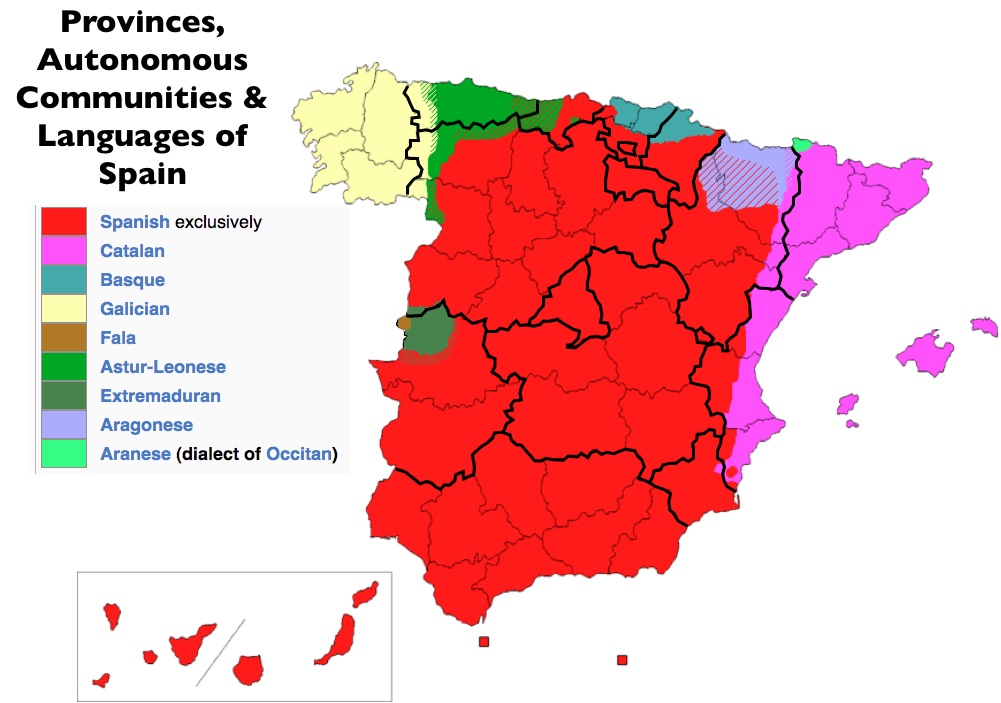 Provinces,
Autonomous
Communities &
Languages of
Spain
Spanish exclusively
Catalan
Basque
Galician
Fala
Astur-Leonese
Extremaduran
Aragonese
Aranese (dialect of Occitan)